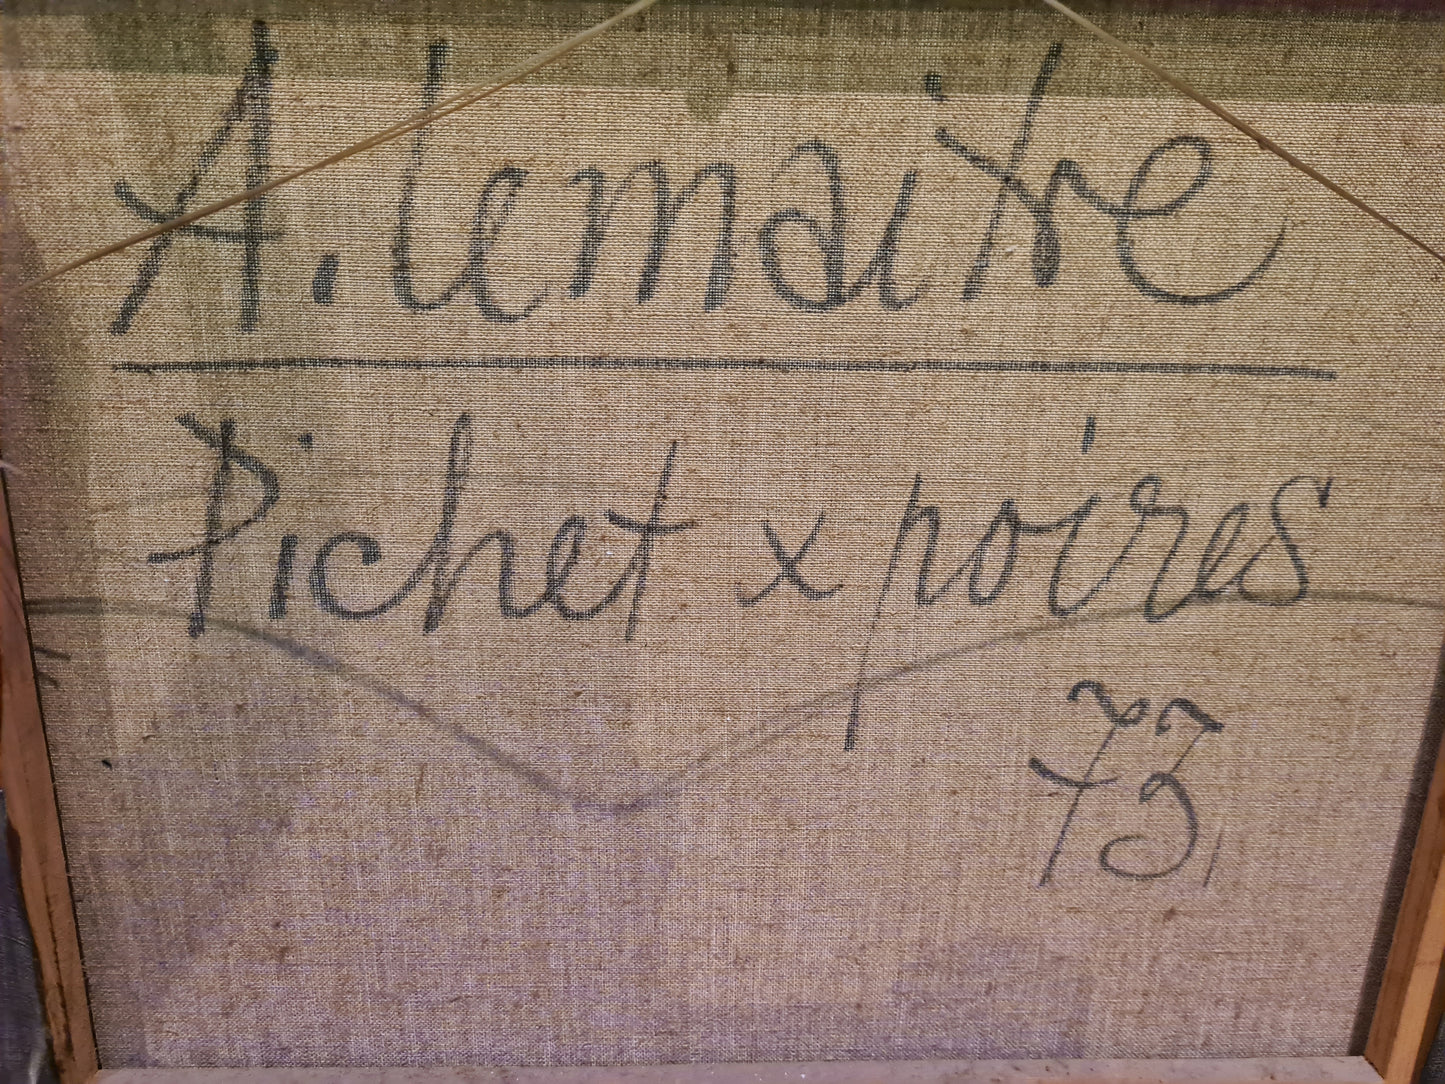 A. lemaitre
Pichet x poires
73